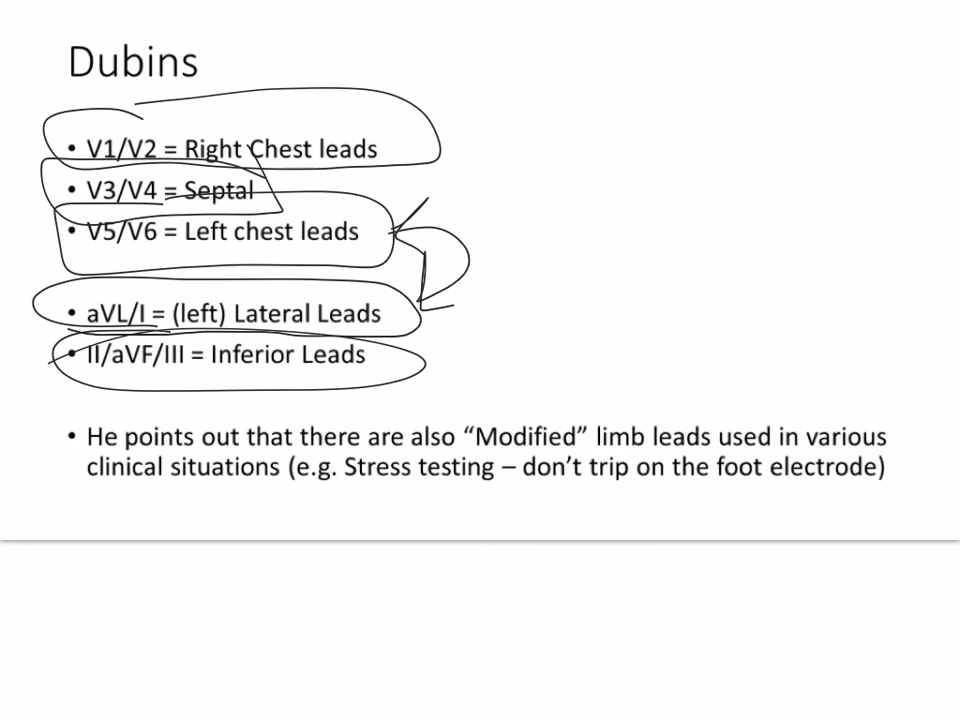 Dubins
• V1/V2 = Right Chest leads
• V3/V4 = Septal
• V5/V6 = Left chest leads
• aVL/I = (left) Lateral Leads
• II/aVF/III = Inferior Leads
• He points out that there are also “Modified” limb leads used in various
clinical situations (e.g. Stress testing – don’t trip on the foot electrode)